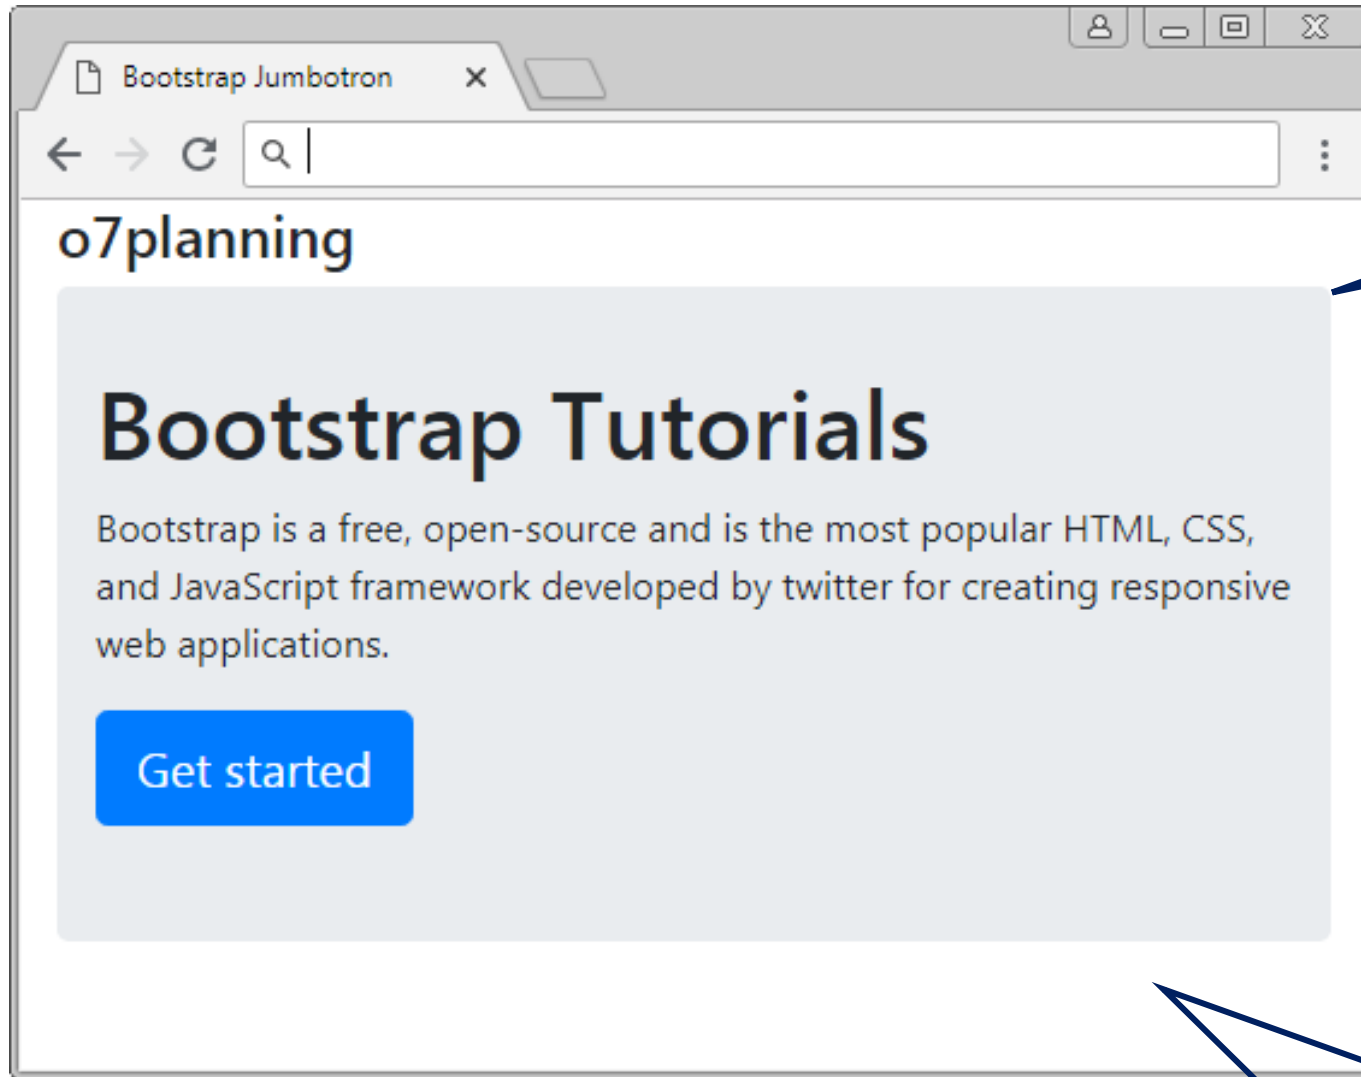 Bootstrap Jumbotron
o7planning
Bootstrap Tutorials
Bootstrap is a free, open-source and is the most popular HTML, CSS,
and JavaScript framework developed by twitter for creating responsive
web applications.
Get started